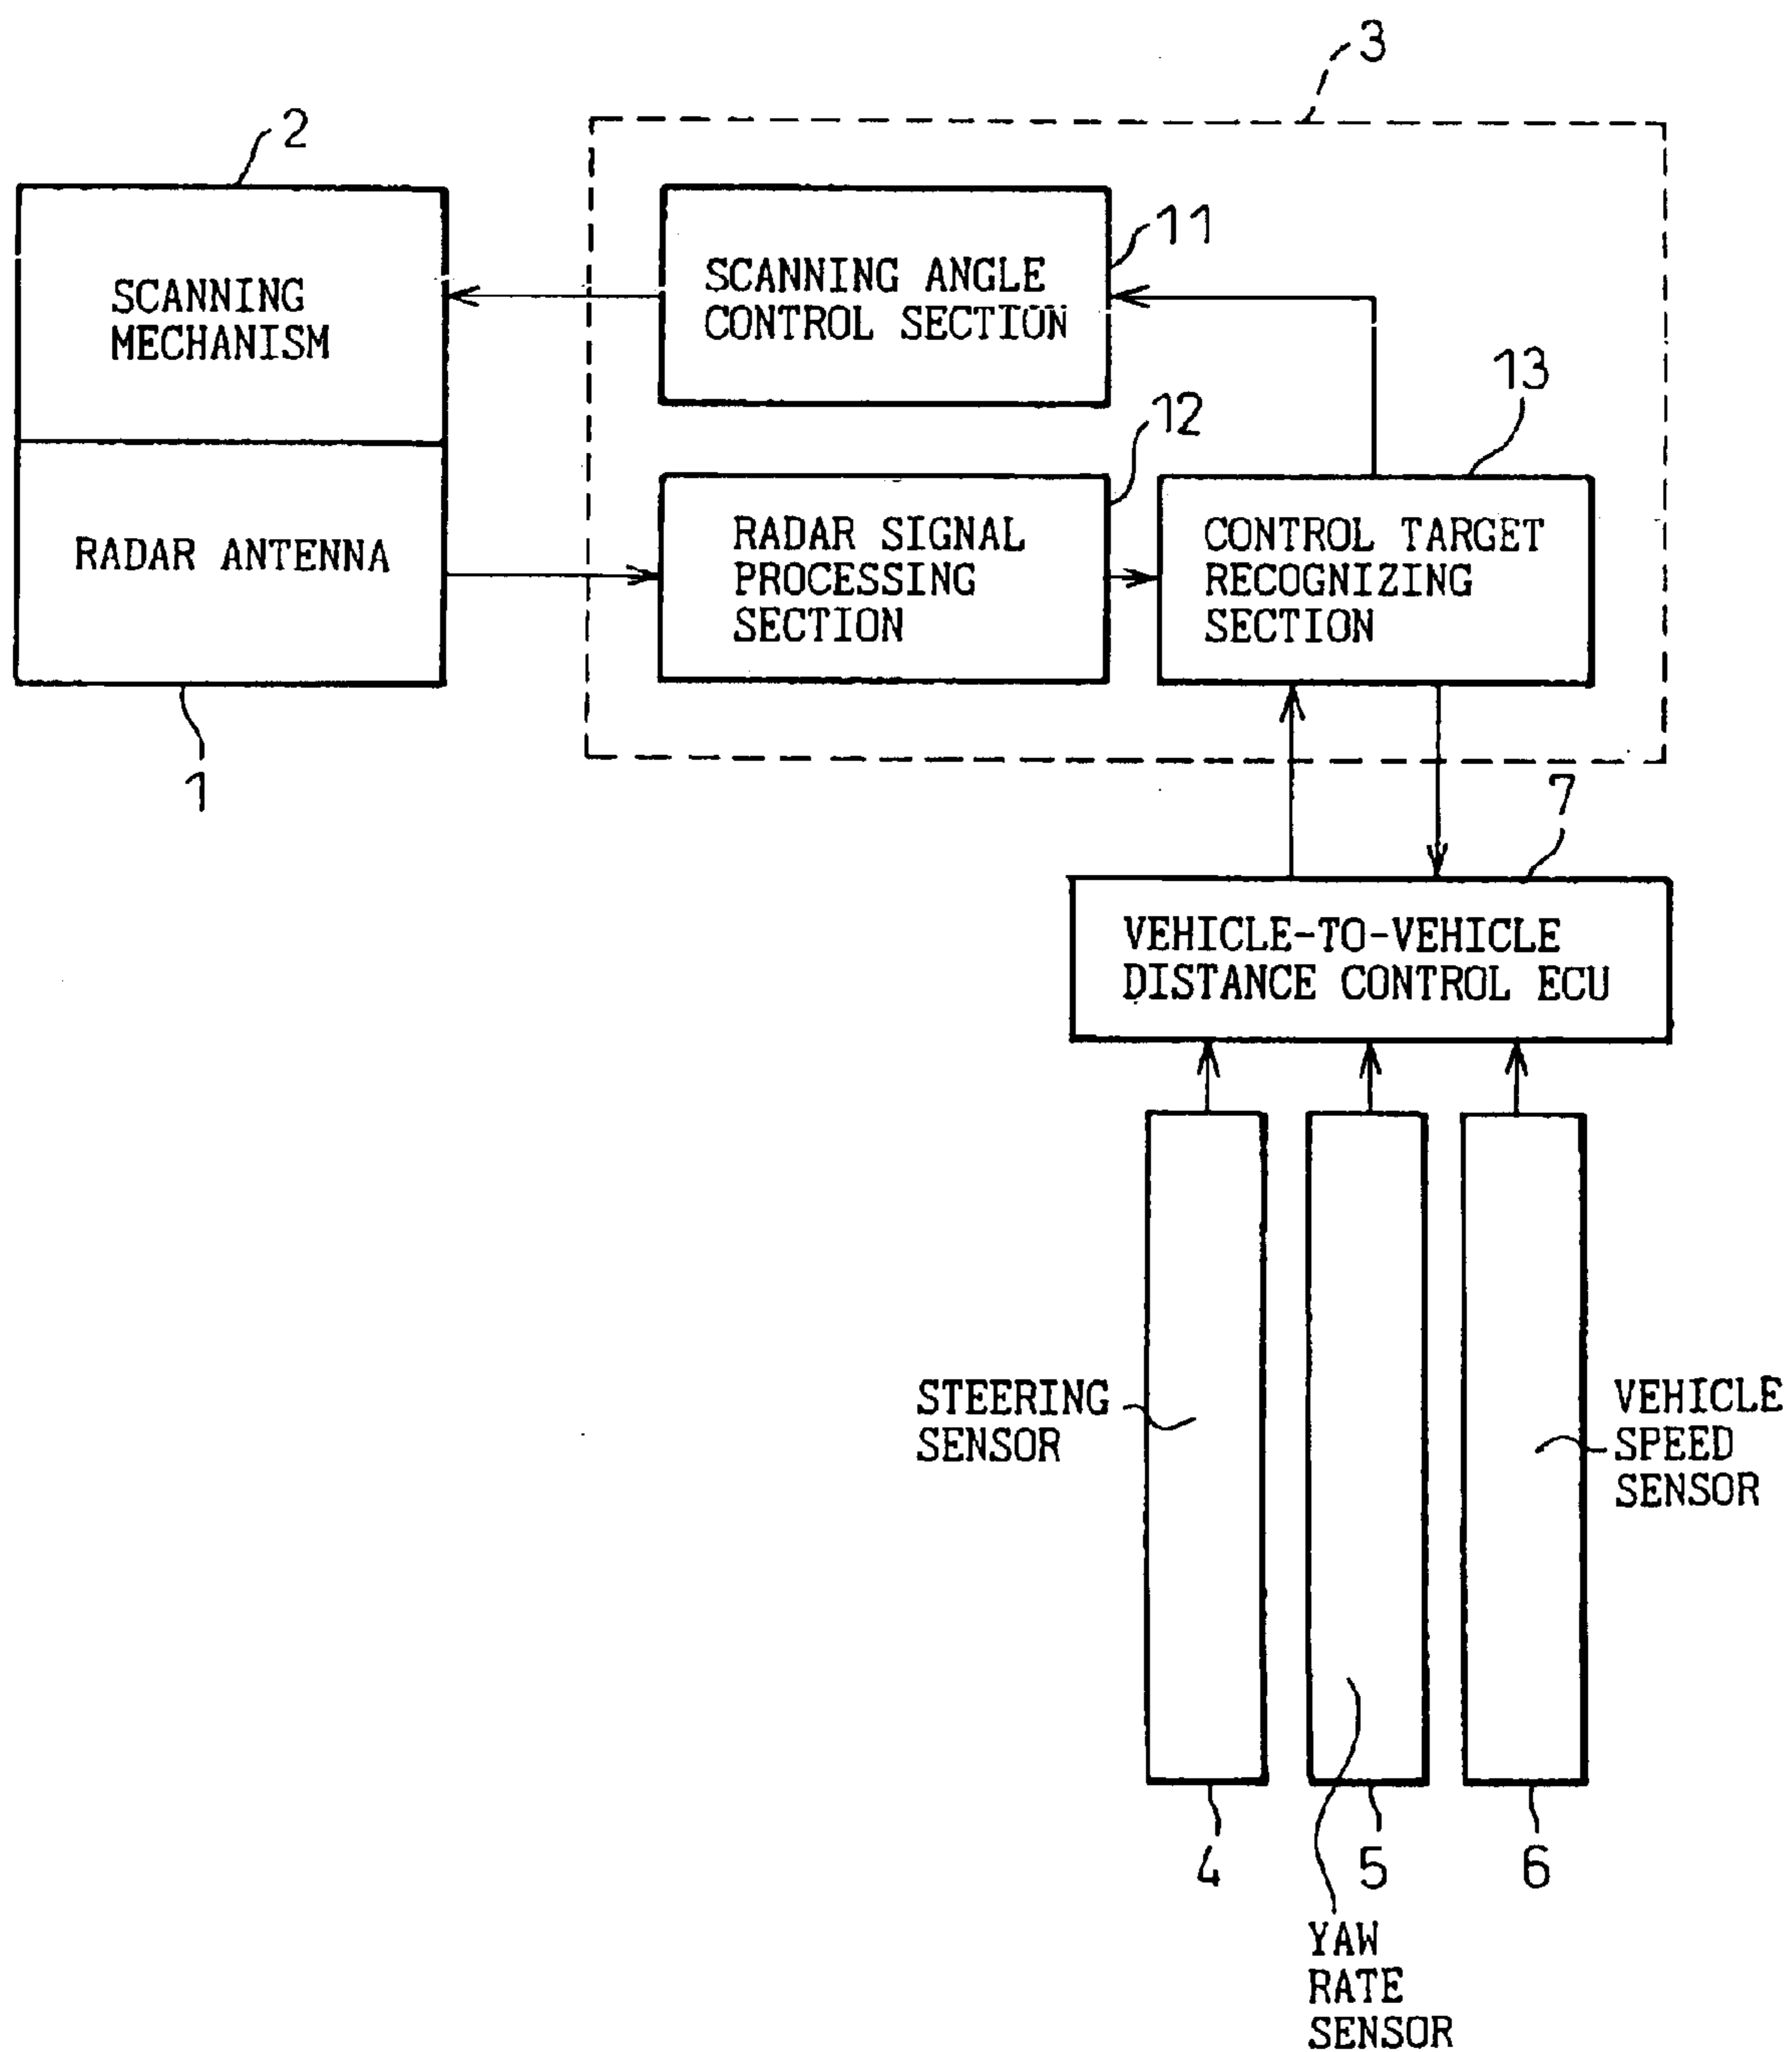 3
2
11
SCANNING
MECHANISM
SCANNING ANGLE
CONTROL SECTION
13
12
RADAR ANTENNA
RADAR SIGNAL
PROCESSING
SECTION
CONTROL TARGET
RECOGNIZING
SECTION
1
7
VEHICLE-TO-VEHICLE
DISTANCE CONTROL ECU
STEERING
SENSOR
VEHICLE
SPEED
SENSOR
4
5
6
YAW
RATE
SENSOR